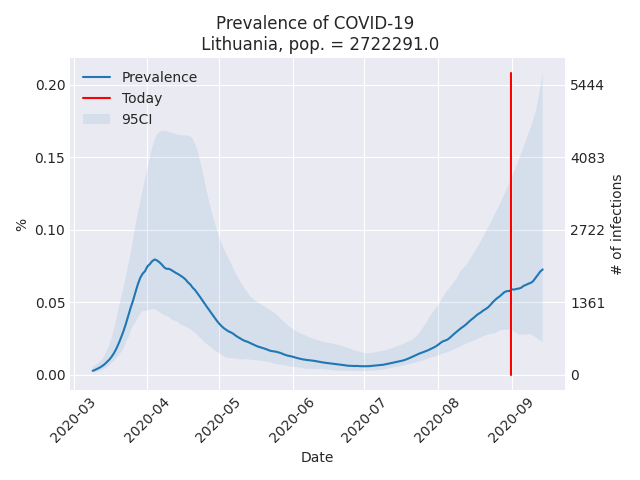 Prevalence of COVID-19
Lithuania, pop. = 2722291.0
Prevalence
Today
95CI
0.20
0.15
0.10
0.05
0.00
%
5444
4083
2722
1361
0
# of infections
2020-03
2020-04
2020-05
2020-06
2020-07
2020-08
2020-09
Date